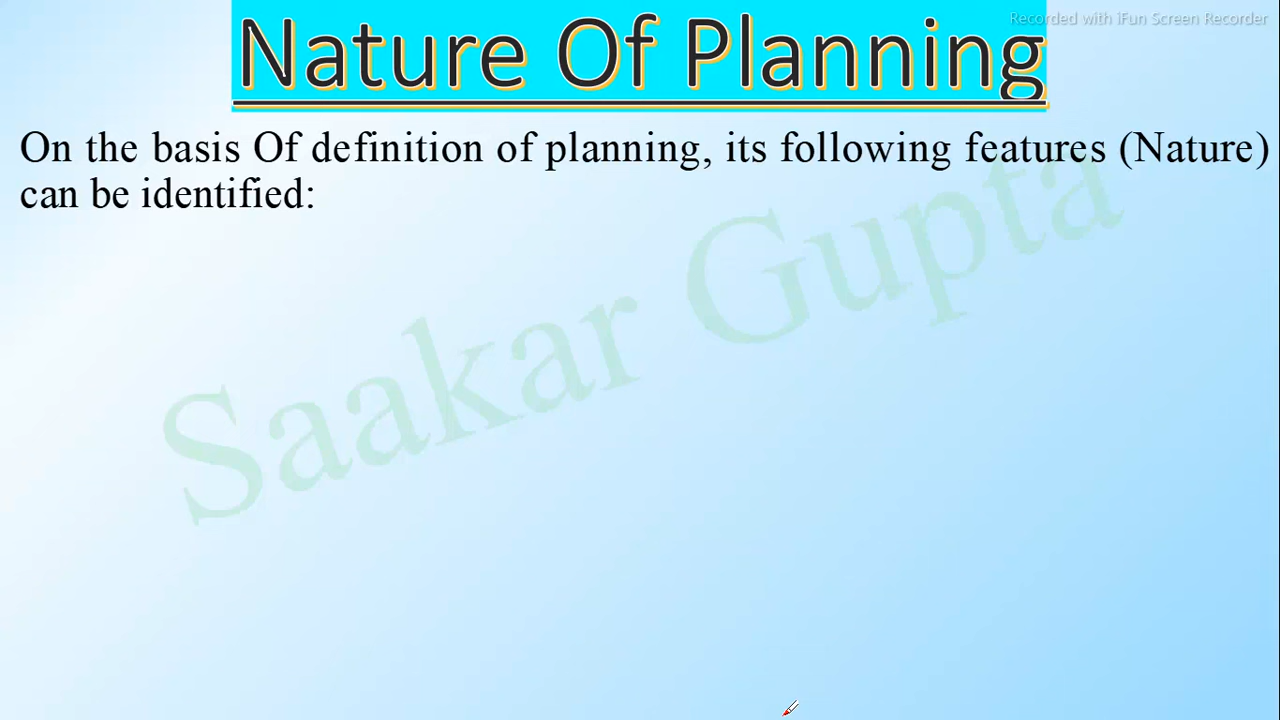 Recorded with iFun Screen Recorder
Nature Of Planning
On the basis Of definition of planning, its following features (Nature)
can be identified:
Saakar Gupta